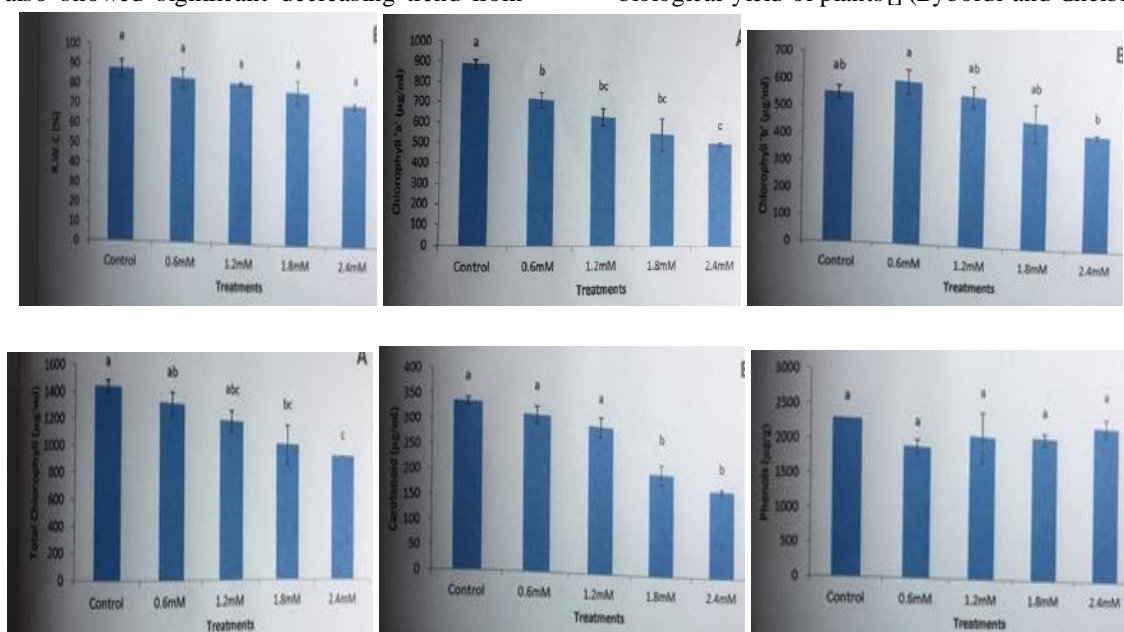 also showed significant decreasing trend from
biological yield of plants[] (Eyboldi and Chelbi
a
a
a
a
a
100
90
80
70
60
50
40
30
20
10
0
R.W.C (%)
Control
0.6mM
1.2mM
1.8mM
2.4mM
Treatments
A
a
b
bc
bc
c
1000
900
800
700
600
500
400
300
200
100
0
Chlorophyll 'a' (µg/ml)
Control
0.6mM
1.2mM
1.8mM
2.4mM
Treatments
B
ab
a
ab
ab
b
700
600
500
400
300
200
100
0
Chlorophyll 'b' (µg/ml)
Control
0.6mM
1.2mM
1.8mM
2.4mM
Treatments
A
a
ab
abc
bc
c
1600
1400
1200
1000
800
600
400
200
0
Total Chlorophyll (µg/ml)
Control
0.6mM
1.2mM
1.8mM
2.4mM
Treatments
a
a
a
b
b
400
350
300
250
200
150
100
50
0
Carotenoid (µg/ml)
Control
0.6mM
1.2mM
1.8mM
2.4mM
Treatments
a
a
a
a
a
3000
2500
2000
1500
1000
500
0
Phenols (µg/g)
Control
0.6mM
1.2mM
1.8mM
2.4mM
Treatments